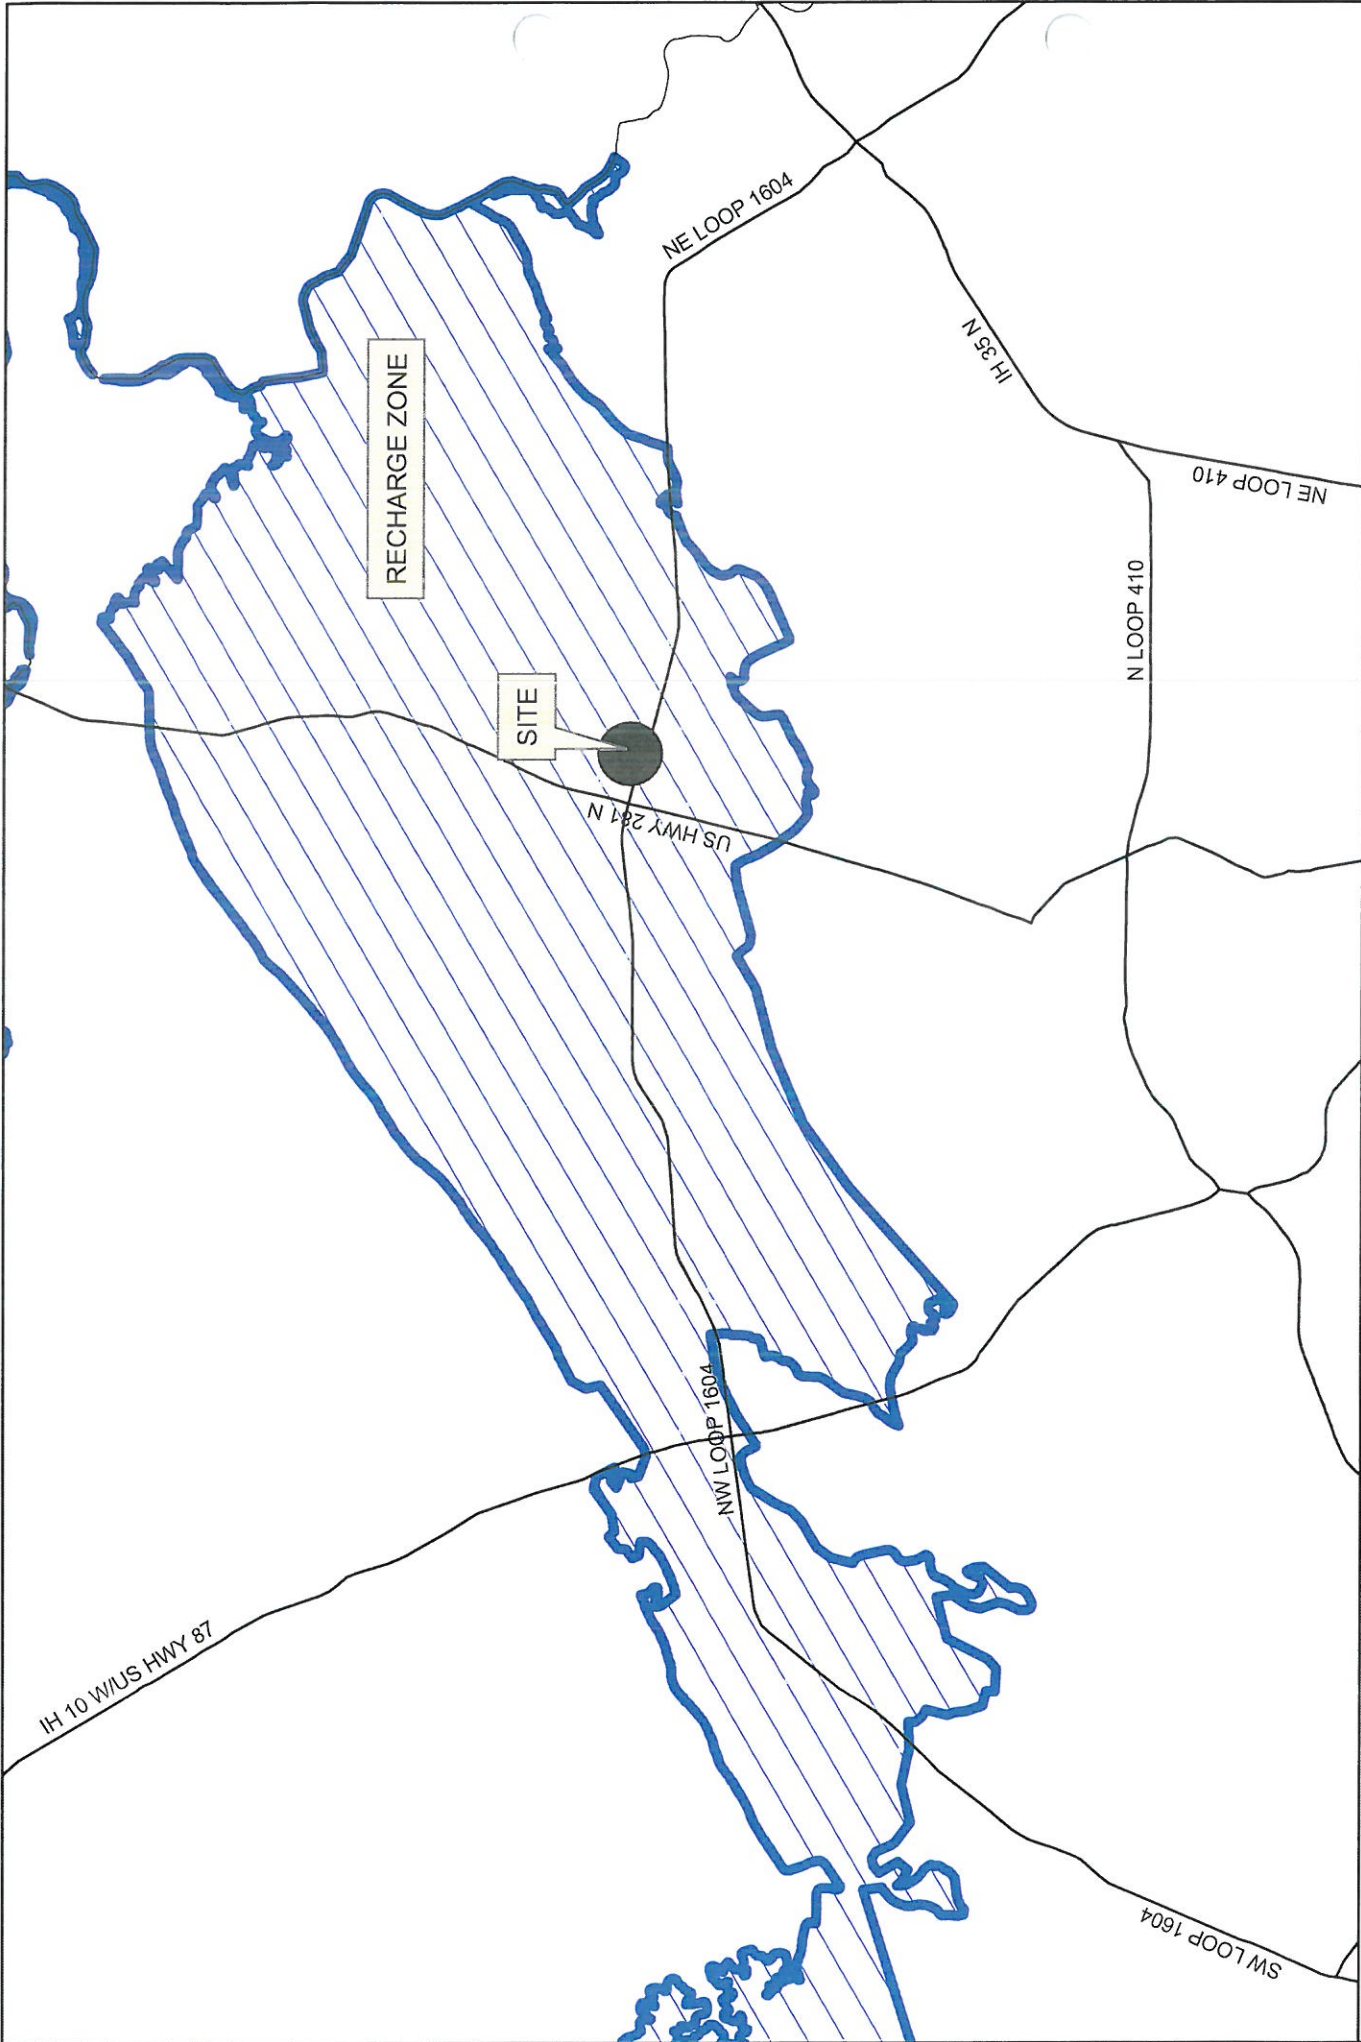 IH 10 W/US HWY 87
RECHARGE ZONE
SITE
US HWY 281 N
NE LOOP 1604
NW LOOP 1604
IH 35 N
N LOOP 410
NE LOOP 410
SW LOOP 1604